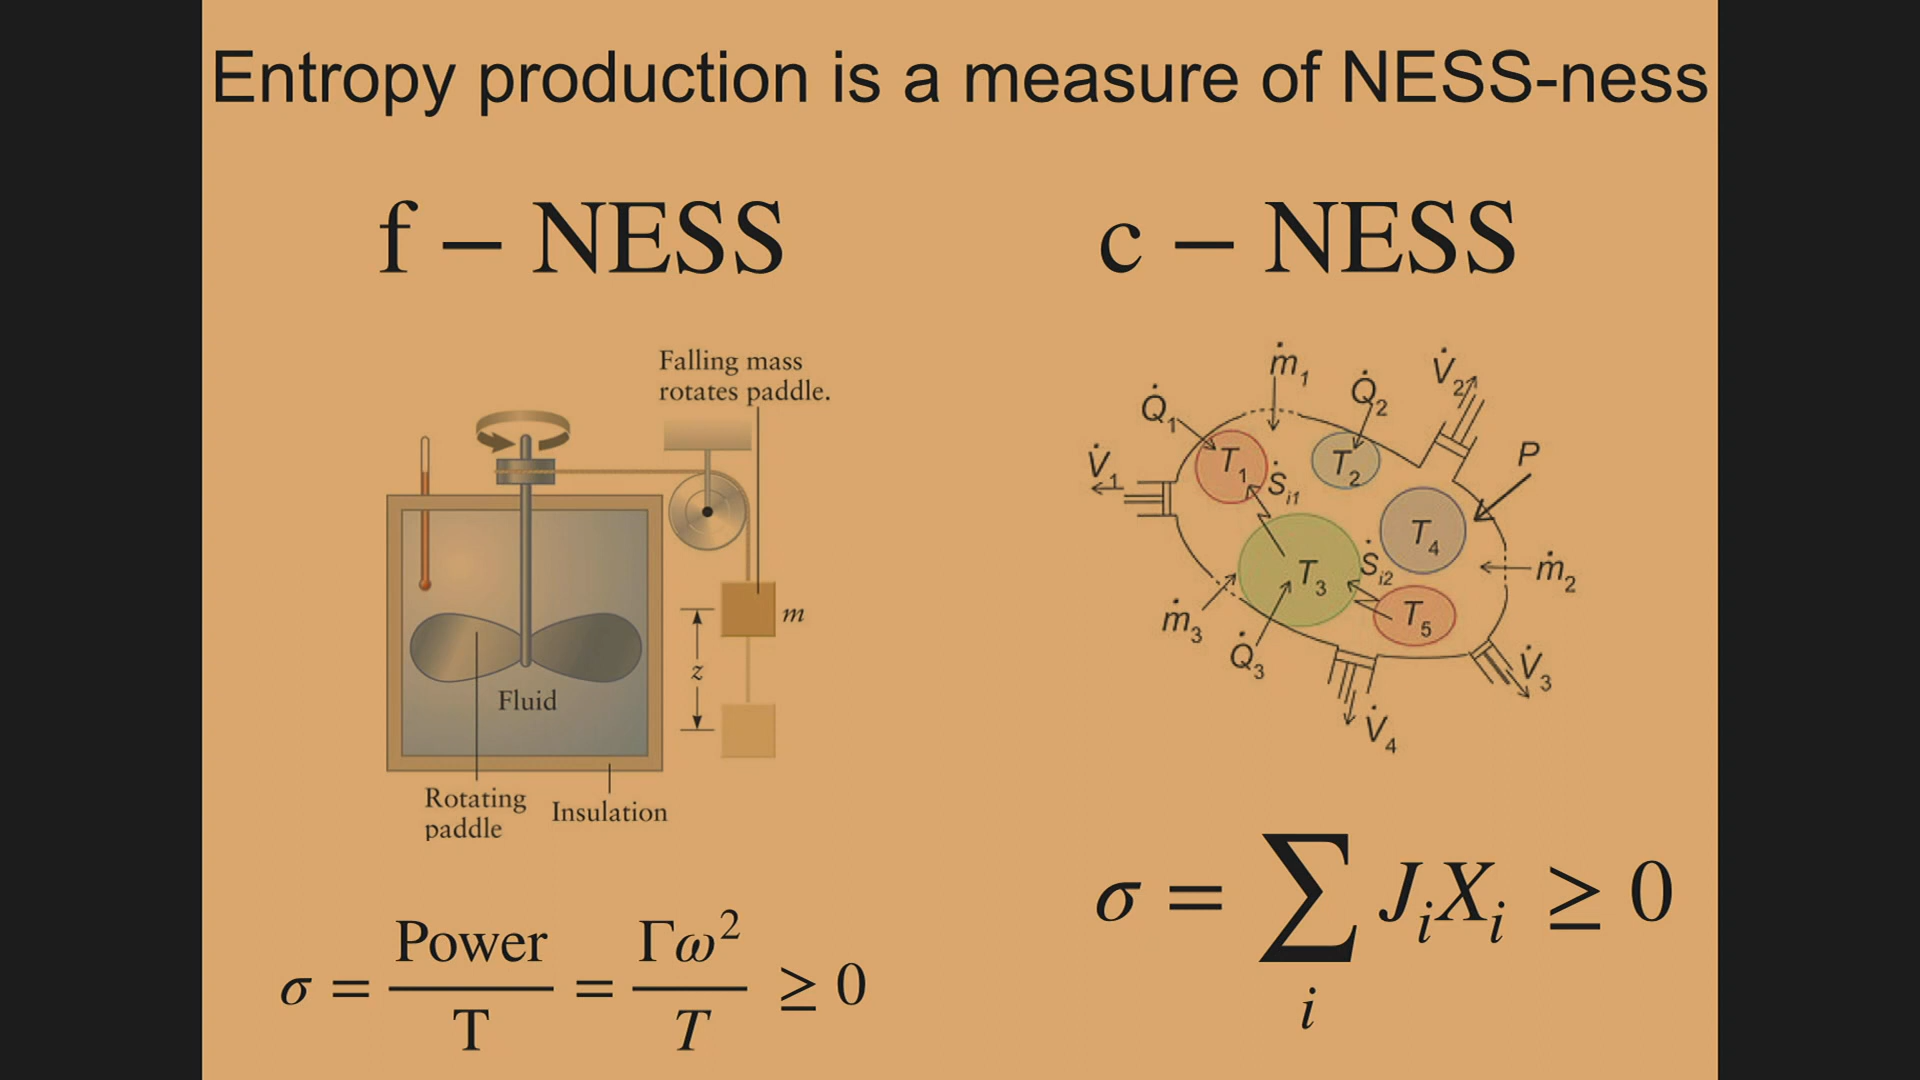 Entropy production is a measure of NESS-ness
f – NESS
c – NESS
Falling mass
rotates paddle.
m
z
Fluid
Rotating
paddle
Insulation
ṁ₁
Q̇₁
Q̇₂
V̇₂
V̇₁
P
T₁
T₂
Ṡᵢ₁
T₄
T₃
Ṡᵢ₂
ṁ₂
T₅
ṁ₃
Q̇₃
V̇₃
V̇₄
σ = Power/T = Γω²/T ≥ 0
σ = ∑ᵢ JᵢXᵢ ≥ 0